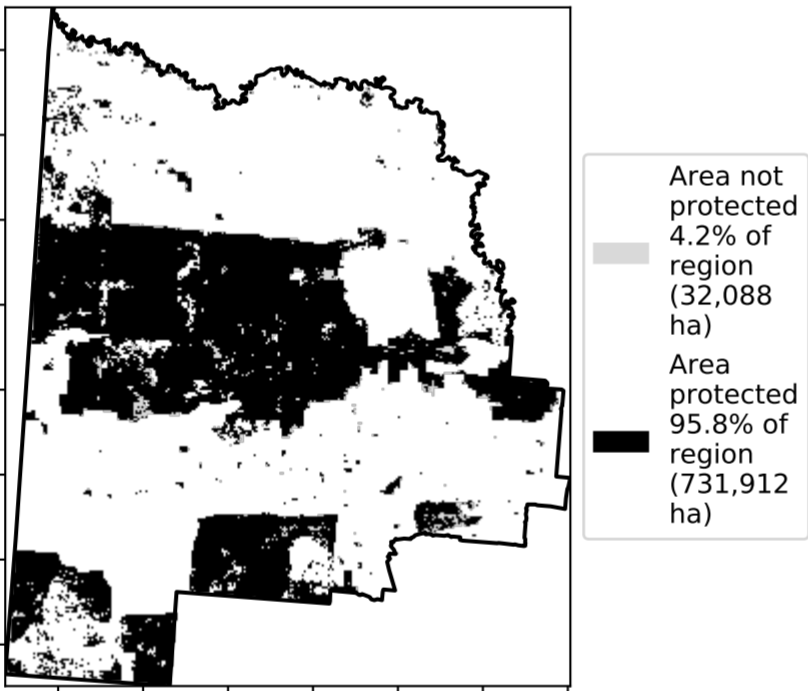 Area not
protected
4.2% of
region
(32,088
ha)
Area
protected
95.8% of
region
(731,912
ha)